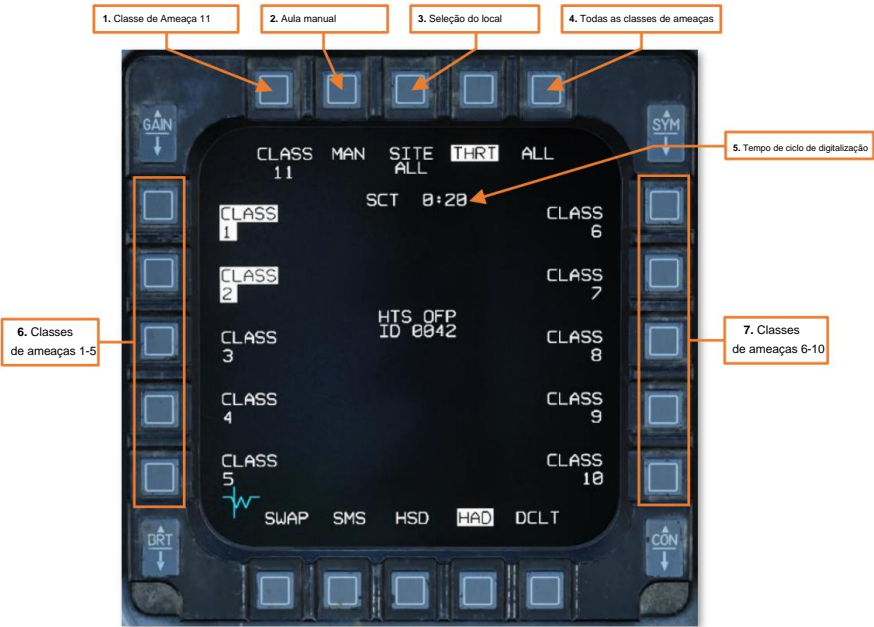 1. Classe de Ameaça 11
2. Aula manual
3. Seleção do local
4. Todas as classes de ameaças
GAIN
SYM
CLASS MAN SITE THRT ALL
11 ALL
5. Tempo de ciclo de digitalização
SCT 0:20
CLASS
1
CLASS
6
CLASS
2
CLASS
7
HTS OFP
ID 0042
6. Classes
de ameaças 1-5
7. Classes
de ameaças 6-10
CLASS
3
CLASS
8
CLASS
4
CLASS
9
CLASS
5
CLASS
10
SWAP SMS HSD HAD DCLT
BRT
CON